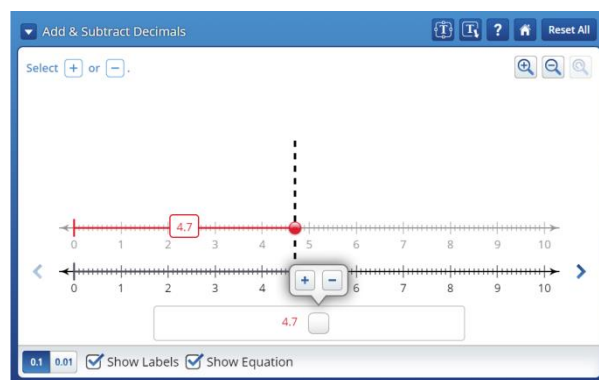 Add & Subtract Decimals
T T ? Reset All
Select + or −.
4.7
0 1 2 3 4 5 6 7 8 9 10
+ −
0 1 2 3 4 6 7 8 9 10
4.7
0.1 0.01 Show Labels Show Equation